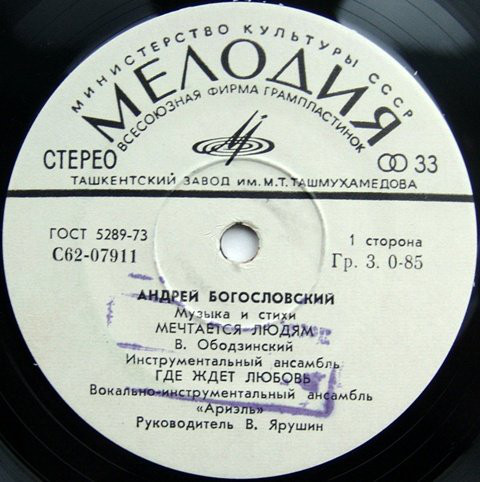 МИНИСТЕРСТВО КУЛЬТУРЫ СССР
МЕЛОДИЯ
ВСЕСОЮЗНАЯ ФИРМА ГРАМПЛАСТИНОК
СТЕРЕО 33
ТАШКЕНТСКИЙ ЗАВОД ИМ. М.Т. ТАШМУХАМЕДОВА
ГОСТ 5289-73
С62-07911
1 сторона
Гр. 3. 0-85
АНДРЕЙ БОГОСЛОВСКИЙ
Музыка и стихи
МЕЧТАЕТСЯ ЛЮДЯМ
В. Ободзинский
Инструментальный ансамбль
ГДЕ ЖДЕТ ЛЮБОВЬ
Вокально-инструментальный ансамбль
«Ариэль»
Руководитель В. Ярушин